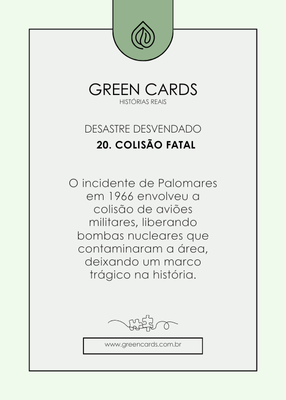 GREEN CARDS
HISTÓRIAS REAIS
DESASTRE DESVENDADO
20. COLISÃO FATAL
O incidente de Palomares
em 1966 envolveu a
colisão de aviões
militares, liberando
bombas nucleares que
contaminaram a área,
deixando um marco
trágico na história.
www.greencards.com.br